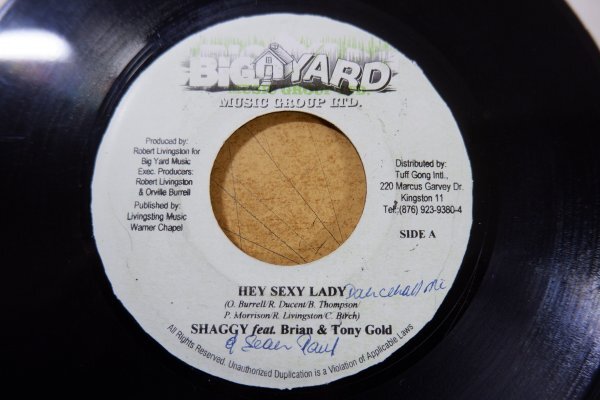 BiG YARD
MUSIC GROUP LTD.
Produced by:
Robert Livingston for
Big Yard Music
Exec. Producers:
Robert Livingston
& Orville Burrell
Published by:
Livingsting Music
Warner Chapel
Distributed by:
Tuff Gong Intl.,
220 Marcus Garvey Dr.
Kingston 11
Tel:(876) 923-9380-4
SIDE A
HEY SEXY LADY Dancehall
(O. Burrell/R. Ducent/B. Thompson/
P. Morrison/R. Livingston/C. Birch)
SHAGGY feat. Brian & Tony Gold
& Sean Paul
All Rights Reserved. Unauthorized Duplication is a Violation of Applicable Laws